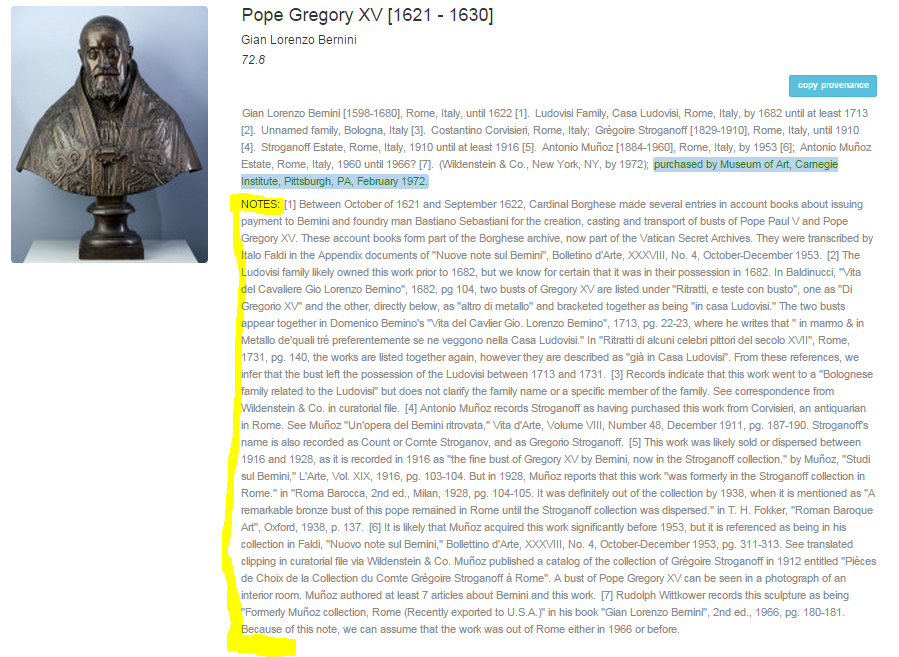 Pope Gregory XV [1621 - 1630]
Gian Lorenzo Bernini
72.8
copy provenance
Gian Lorenzo Bernini [1598-1680], Rome, Italy, until 1622 [1]. Ludovisi Family, Casa Ludovisi, Rome, Italy, by 1682 until at least 1713
[2]. Unnamed family, Bologna, Italy [3]. Costantino Corvisieri, Rome, Italy; Grégoire Stroganoff [1829-1910], Rome, Italy, until 1910
[4]. Stroganoff Estate, Rome, Italy, 1910 until at least 1916 [5]. Antonio Muñoz [1884-1960], Rome, Italy, by 1953 [6]; Antonio Muñoz
Estate, Rome, Italy, 1960 until 1966? [7]. (Wildenstein & Co., New York, NY, by 1972); purchased by Museum of Art, Carnegie
Institute, Pittsburgh, PA, February 1972.
NOTES: [1] Between October of 1621 and September 1622, Cardinal Borghese made several entries in account books about issuing
payment to Bernini and foundry man Bastiano Sebastiani for the creation, casting and transport of busts of Pope Paul V and Pope
Gregory XV. These account books form part of the Borghese archive, now part of the Vatican Secret Archives. They were transcribed by
Italo Faldi in the Appendix documents of "Nuove note sul Bernini", Bolletino d'Arte, XXXVIII, No. 4, October-December 1953. [2] The
Ludovisi family likely owned this work prior to 1682, but we know for certain that it was in their possession in 1682. In Baldinucci, "Vita
del Cavaliere Gio Lorenzo Bernino", 1682, pg 104, two busts of Gregory XV are listed under "Ritratti, e teste con busto", one as "Di
Gregorio XV" and the other, directly below, as "altro di metallo" and bracketed together as being "in casa Ludovisi." The two busts
appear together in Domenico Bernino's "Vita del Cavlier Gio. Lorenzo Bernino", 1713, pg. 22-23, where he writes that " in marmo & in
Metallo de'quali tré preferentemente se ne veggono nella Casa Ludovisi." In "Ritratti di alcuni celebri pittori del secolo XVII", Rome,
1731, pg. 140, the works are listed together again, however they are described as "già in Casa Ludovisi". From these references, we
infer that the bust left the possession of the Ludovisi between 1713 and 1731. [3] Records indicate that this work went to a "Bolognese
family related to the Ludovisi" but does not clarify the family name or a specific member of the family. See correspondence from
Wildenstein & Co. in curatorial file. [4] Antonio Muñoz records Stroganoff as having purchased this work from Corvisieri, an antiquarian
in Rome. See Muñoz "Un'opera del Bernini ritrovata," Vita d'Arte, Volume VIII, Number 48, December 1911, pg. 187-190. Stroganoff's
name is also recorded as Count or Comte Stroganov, and as Gregorio Stroganoff. [5] This work was likely sold or dispersed between
1916 and 1928, as it is recorded in 1916 as "the fine bust of Gregory XV by Bernini, now in the Stroganoff collection." by Muñoz, "Studi
sul Bernini," L'Arte, Vol. XIX, 1916, pg. 103-104. But in 1928, Muñoz reports that this work "was formerly in the Stroganoff collection in
Rome." in "Roma Barocca, 2nd ed., Milan, 1928, pg. 104-105. It was definitely out of the collection by 1938, when it is mentioned as "A
remarkable bronze bust of this pope remained in Rome until the Stroganoff collection was dispersed." in T. H. Fokker, "Roman Baroque
Art", Oxford, 1938, p. 137. [6] It is likely that Muñoz acquired this work significantly before 1953, but it is referenced as being in his
collection in Faldi, "Nuovo note sul Bernini," Bollettino d'Arte, XXXVIII, No. 4, October-December 1953, pg. 311-313. See translated
clipping in curatorial file via Wildenstein & Co. Muñoz published a catalog of the collection of Grégoire Stroganoff in 1912 entitled "Pièces
de Choix de la Collection du Comte Grégoire Stroganoff á Rome". A bust of Pope Gregory XV can be seen in a photograph of an
interior room. Muñoz authored at least 7 articles about Bernini and this work. [7] Rudolph Wittkower records this sculpture as being
"Formerly Muñoz collection, Rome (Recently exported to U.S.A.)" in his book "Gian Lorenzo Bernini", 2nd ed., 1966, pg. 180-181.
Because of this note, we can assume that the work was out of Rome either in 1966 or before.